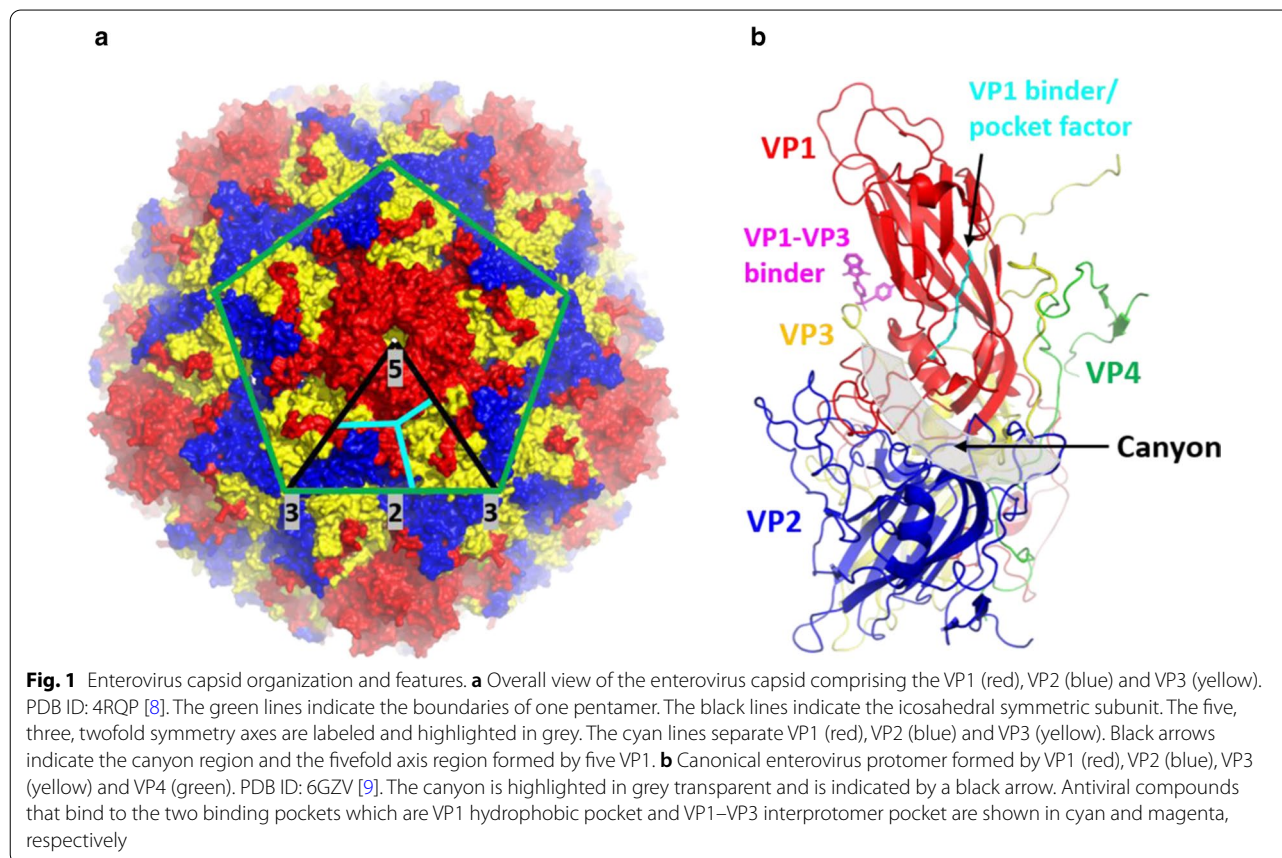 a
b
VP1 binder/
pocket factor
VP1
VP1-VP3
binder
VP3
VP4
Canyon
VP2
5
3
2
3
Fig. 1 Enterovirus capsid organization and features. a Overall view of the enterovirus capsid comprising the VP1 (red), VP2 (blue) and VP3 (yellow).
PDB ID: 4RQP [8]. The green lines indicate the boundaries of one pentamer. The black lines indicate the icosahedral symmetric subunit. The five,
three, twofold symmetry axes are labeled and highlighted in grey. The cyan lines separate VP1 (red), VP2 (blue) and VP3 (yellow). Black arrows
indicate the canyon region and the fivefold axis region formed by five VP1. b Canonical enterovirus protomer formed by VP1 (red), VP2 (blue), VP3
(yellow) and VP4 (green). PDB ID: 6GZV [9]. The canyon is highlighted in grey transparent and is indicated by a black arrow. Antiviral compounds
that bind to the two binding pockets which are VP1 hydrophobic pocket and VP1–VP3 interprotomer pocket are shown in cyan and magenta,
respectively